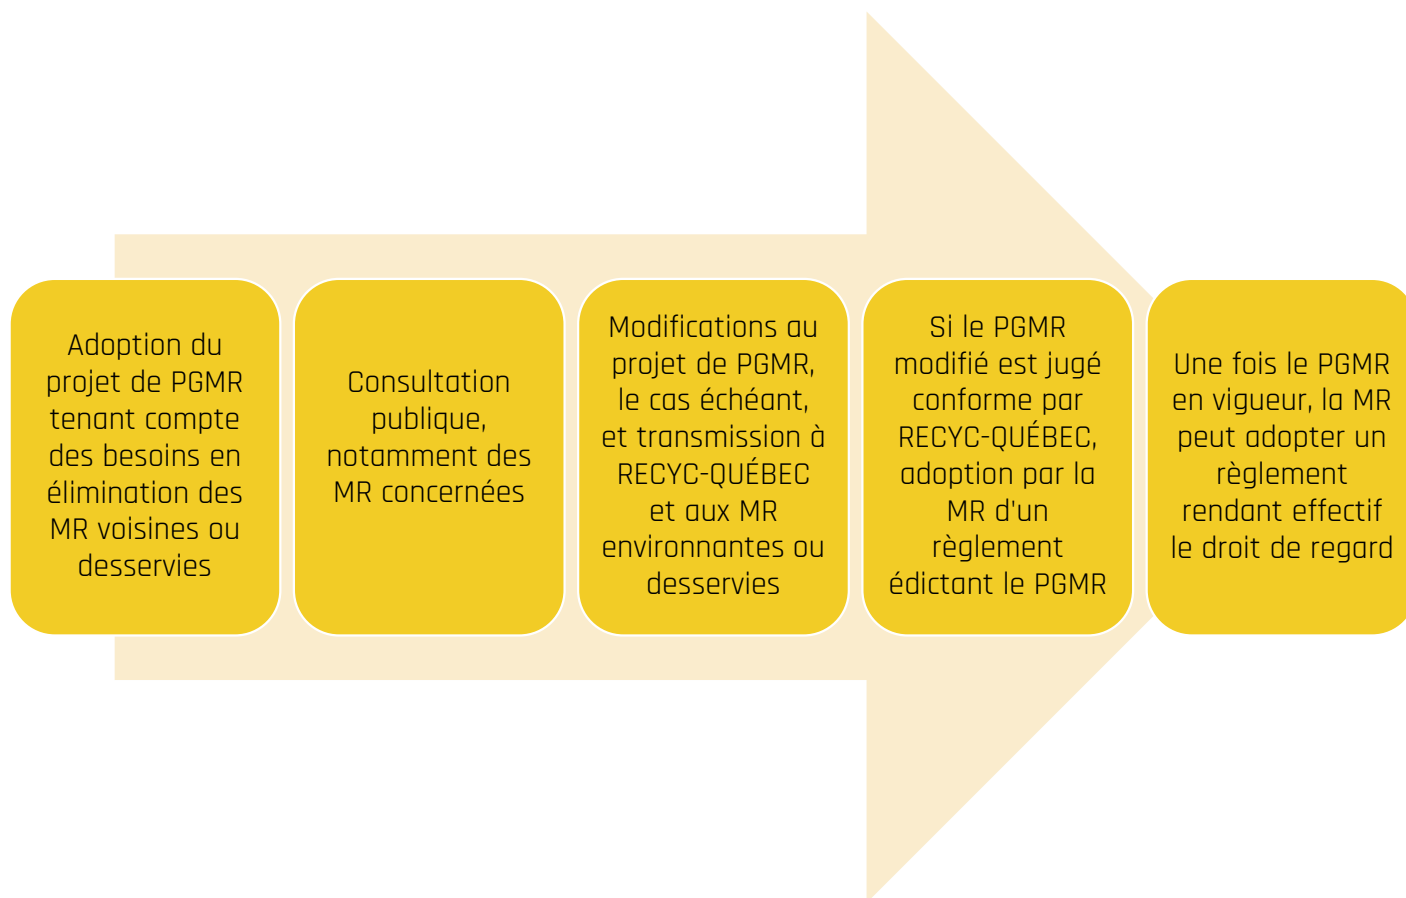 Adoption du
projet de PGMR
tenant compte
des besoins en
élimination des
MR voisines ou
desservies
Consultation
publique,
notamment des
MR concernées
Modifications au
projet de PGMR,
le cas échéant,
et transmission à
RECYC-QUÉBEC
et aux MR
environnantes ou
desservies
Si le PGMR
modifié est jugé
conforme par
RECYC-QUÉBEC,
adoption par la
MR d'un
règlement
édictant le PGMR
Une fois le PGMR
en vigueur, la MR
peut adopter un
règlement
rendant effectif
le droit de regard